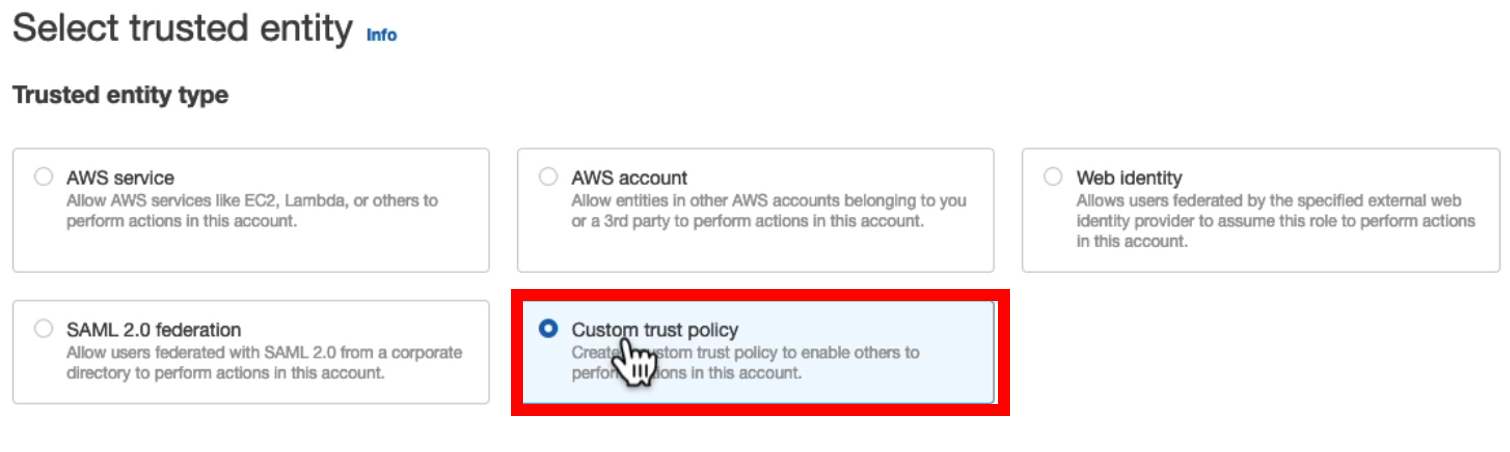 Select trusted entity Info
Trusted entity type
AWS service
Allow AWS services like EC2, Lambda, or others to
perform actions in this account.
AWS account
Allow entities in other AWS accounts belonging to you
or a 3rd party to perform actions in this account.
Web identity
Allows users federated by the specified external web
identity provider to assume this role to perform actions
in this account.
SAML 2.0 federation
Allow users federated with SAML 2.0 from a corporate
directory to perform actions in this account.
Custom trust policy
Create custom trust policy to enable others to
perform actions in this account.